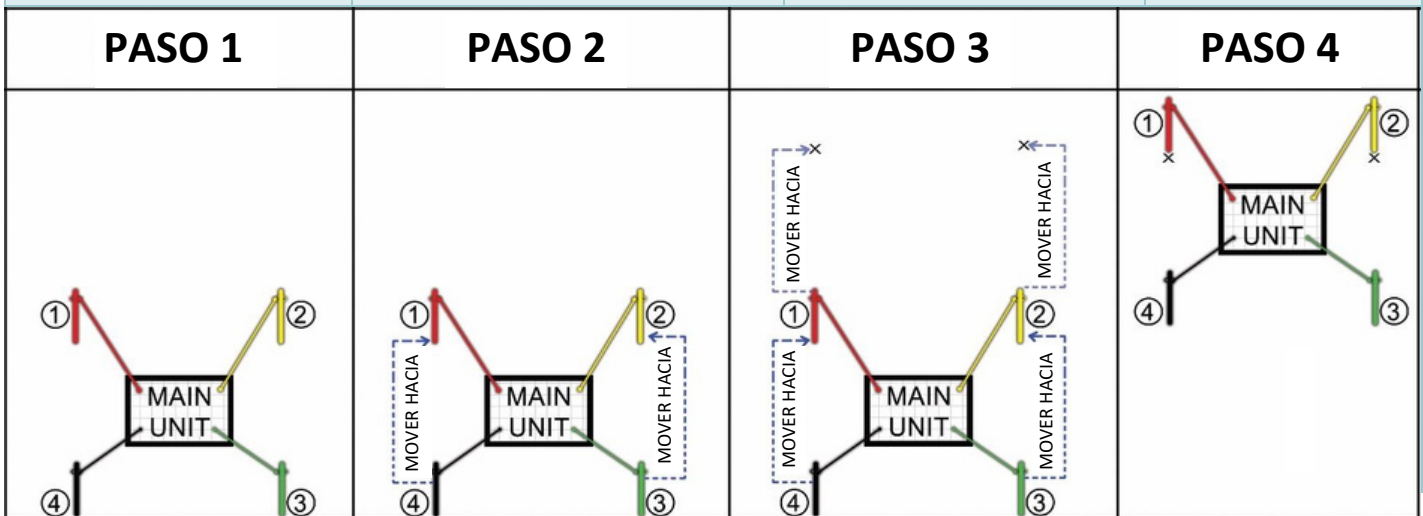 PASO 1
PASO 2
PASO 3
PASO 4
①
②
MAIN
UNIT
④
③
①
②
MOVER HACIA
MOVER HACIA
MAIN
UNIT
④
③
MOVER HACIA
MOVER HACIA
①
②
MOVER HACIA
MOVER HACIA
MAIN
UNIT
④
③
①
②
MAIN
UNIT
④
③